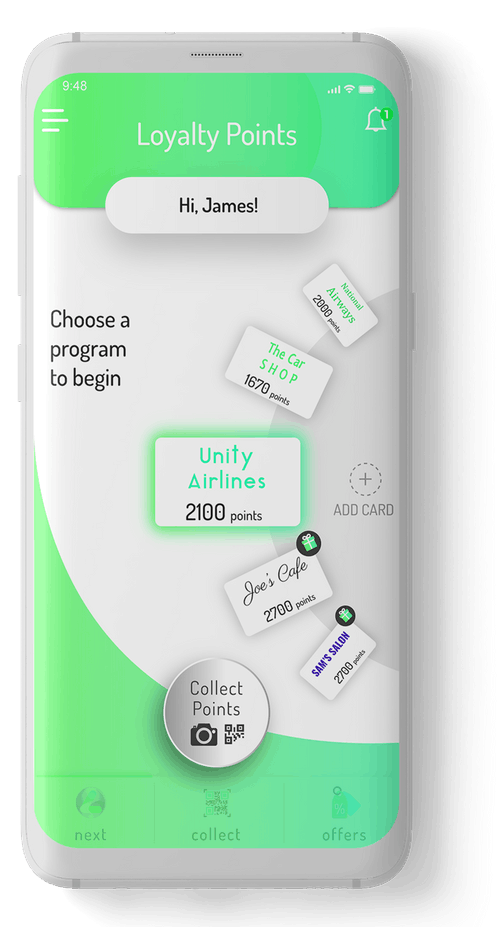 9:48
1
Loyalty Points
Hi, James!
National
Airways
2000 points
Choose a
program
to begin
The Car
SHOP
1670 points
Unity
Airlines
2100 points
ADD CARD
Joe's Cafe
2700 points
SAM'S SALON
2700 points
Collect
Points
next
collect
offers